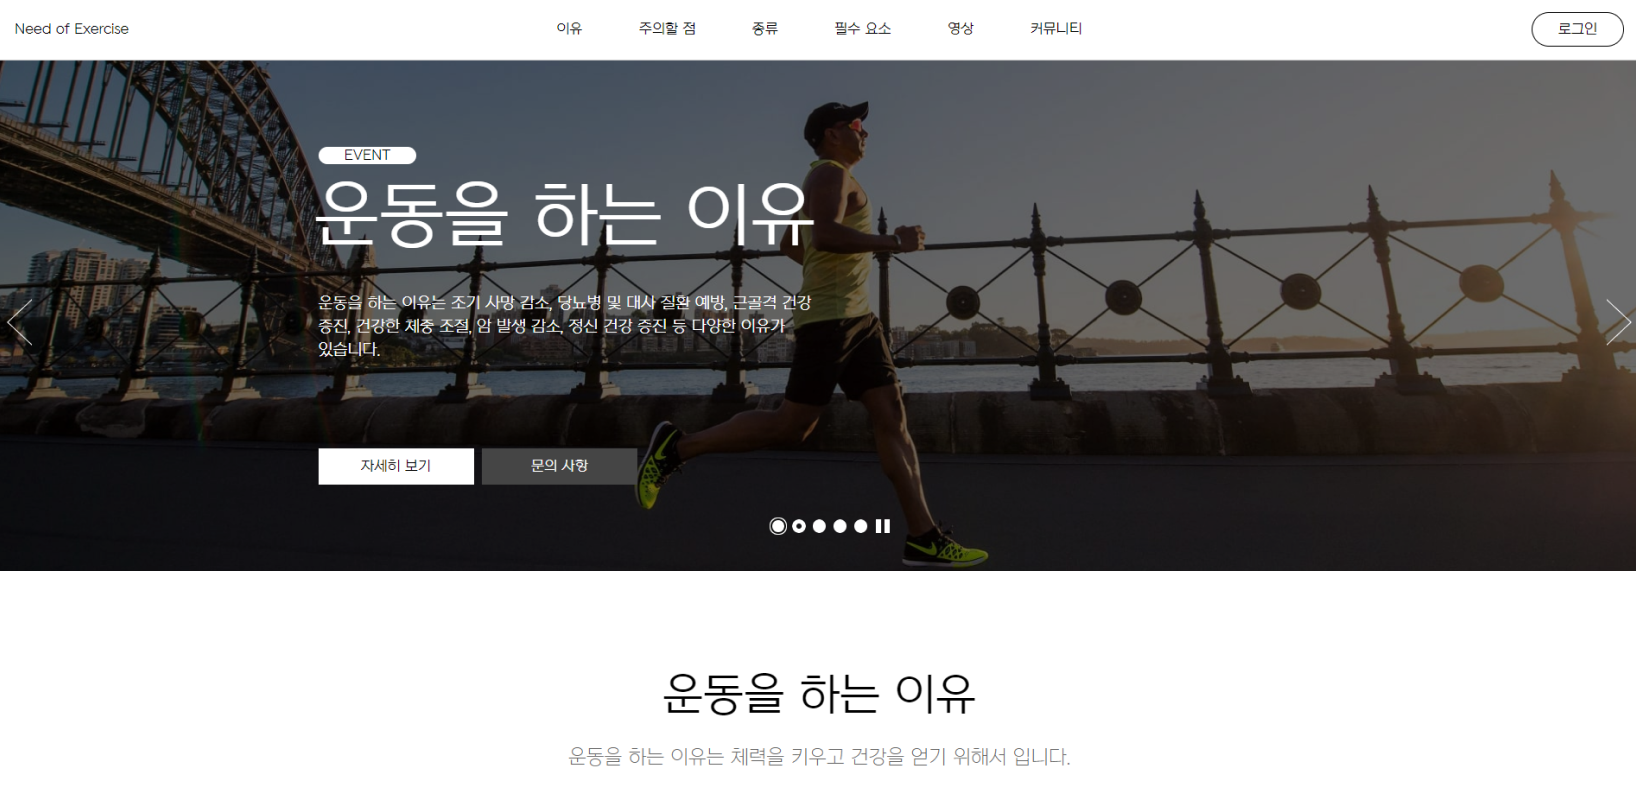 Need of Exercise
이유
주의할 점
종류
필수 요소
영상
커뮤니티
로그인
EVENT
운동을 하는 이유
운동을 하는 이유는 조기 사망 감소, 당뇨병 및 대사 질환 예방, 근골격 건강
증진, 건강한 체중 조절, 암 발생 감소, 정신 건강 증진 등 다양한 이유가
있습니다.
자세히 보기
문의 사항
운동을 하는 이유
운동을 하는 이유는 체력을 키우고 건강을 얻기 위해서 입니다.